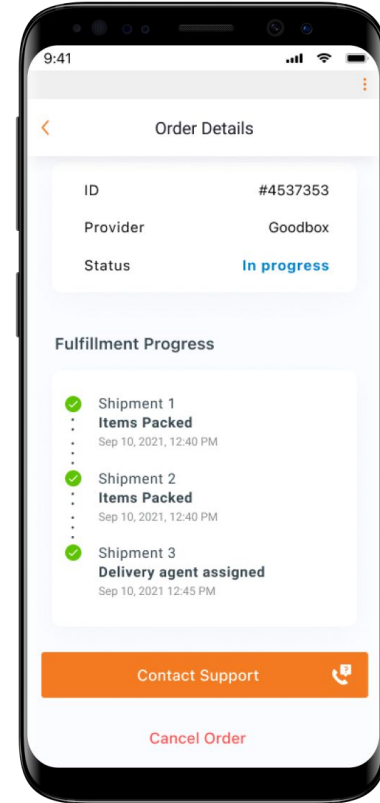 9:41
Order Details
ID #4537353
Provider Goodbox
Status In progress
Fulfillment Progress
Shipment 1
Items Packed
Sep 10, 2021, 12:40 PM
Shipment 2
Items Packed
Sep 10, 2021, 12:40 PM
Shipment 3
Delivery agent assigned
Sep 10, 2021 12:45 PM
Contact Support
Cancel Order